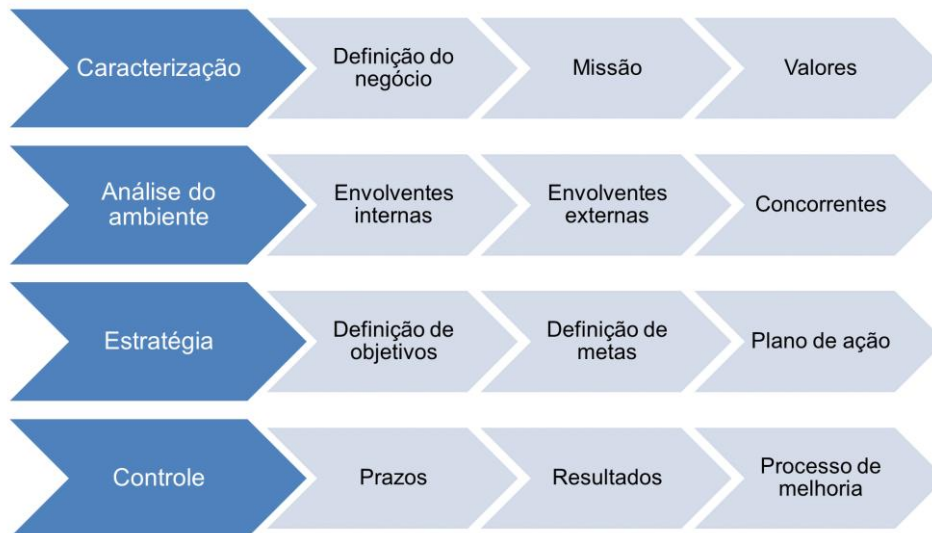 Caracterização
Definição do
negócio
Missão
Valores
Análise do
ambiente
Envolventes
internas
Envolventes
externas
Concorrentes
Estratégia
Definição de
objetivos
Definição de
metas
Plano de ação
Controle
Prazos
Resultados
Processo de
melhoria